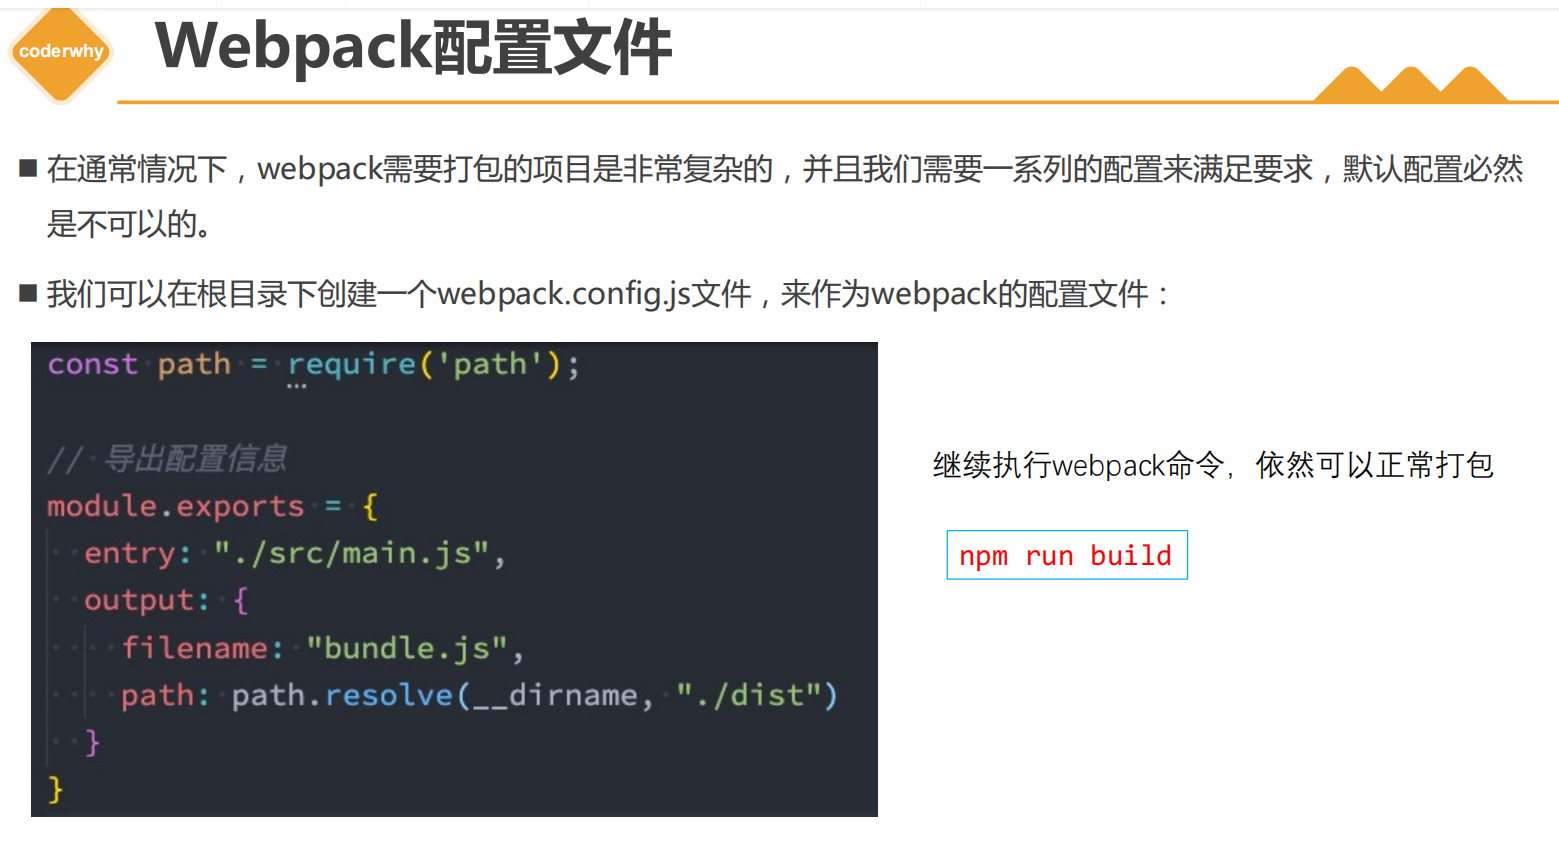 coderwhy
Webpack配置文件
在通常情况下，webpack需要打包的项目是非常复杂的，并且我们需要一系列的配置来满足要求，默认配置必然
是不可以的。
我们可以在根目录下创建一个webpack.config.js文件，来作为webpack的配置文件：
const path = require('path');
// 导出配置信息
module.exports = {
  entry: "./src/main.js",
  output: {
    filename: "bundle.js",
    path: path.resolve(__dirname, "./dist")
  }
}
继续执行webpack命令，依然可以正常打包
npm run build